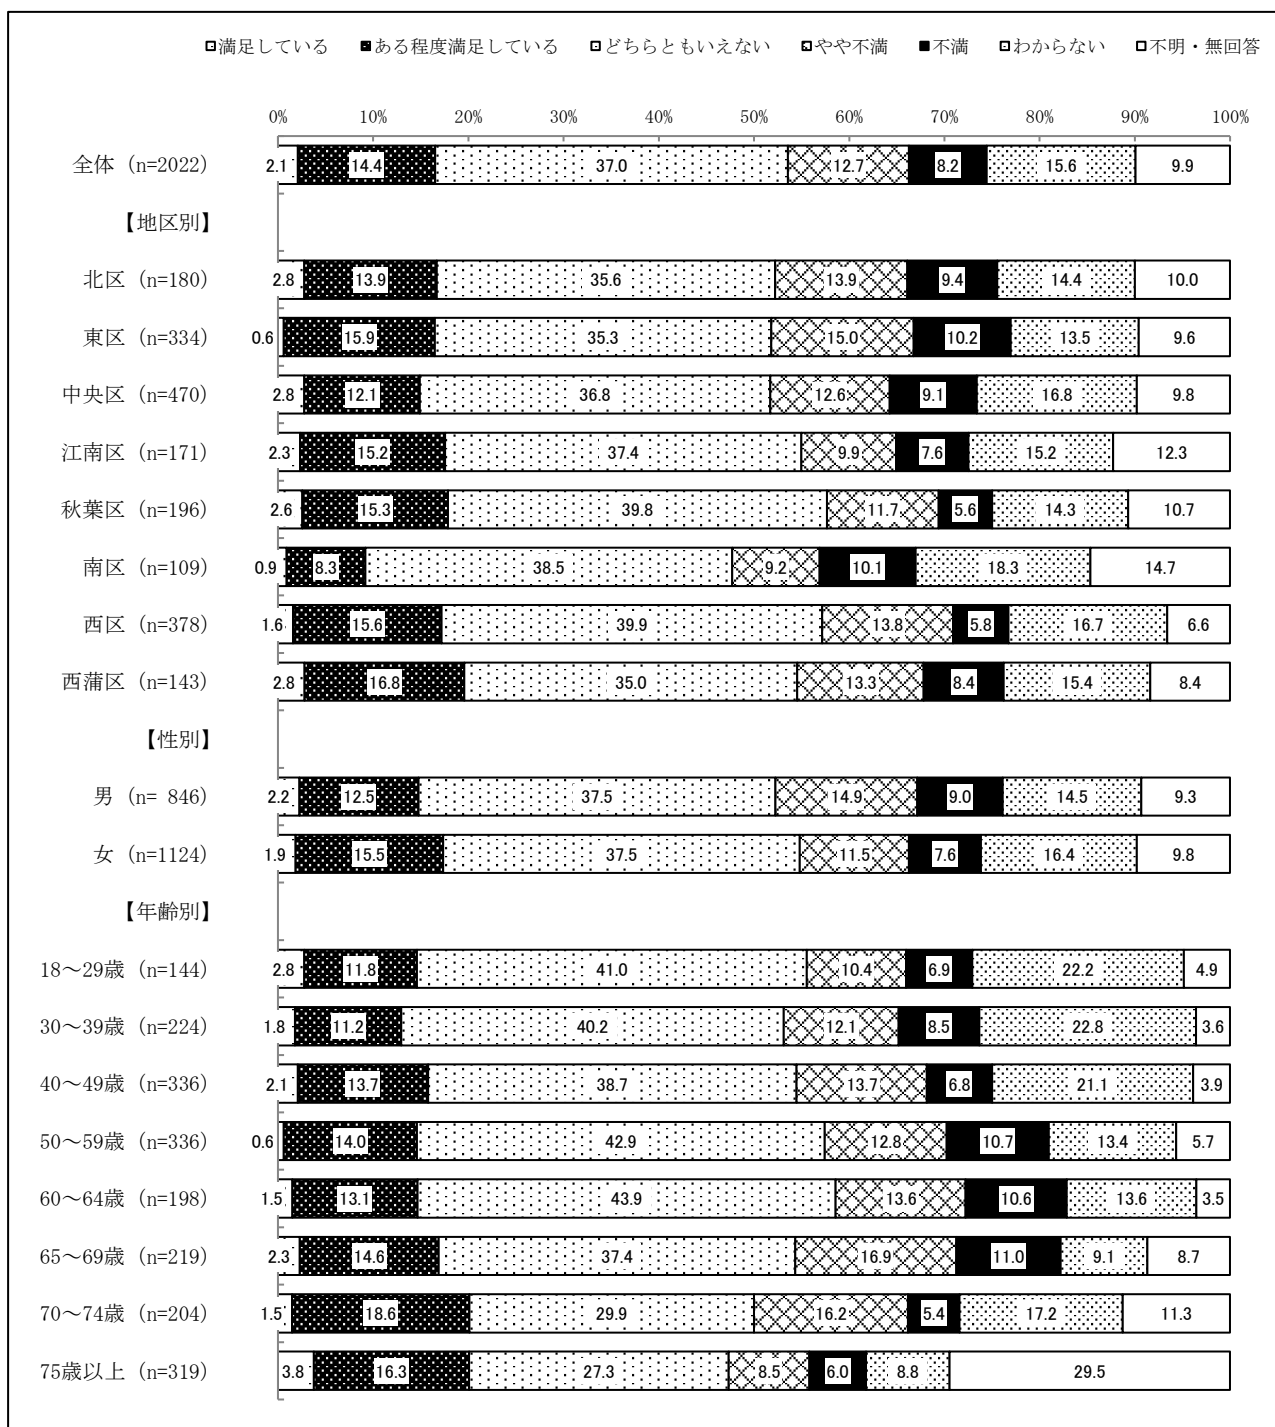 満足している ある程度満足している どちらともいえない やや不満 不満 わからない 不明・無回答
0% 10% 20% 30% 40% 50% 60% 70% 80% 90% 100%
全体 (n=2022) 2.1 14.4 37.0 12.7 8.2 15.6 9.9
【地区別】
北区 (n=180) 2.8 13.9 35.6 13.9 9.4 14.4 10.0
東区 (n=334) 0.6 15.9 35.3 15.0 10.2 13.5 9.6
中央区 (n=470) 2.8 12.1 36.8 12.6 9.1 16.8 9.8
江南区 (n=171) 2.3 15.2 37.4 9.9 7.6 15.2 12.3
秋葉区 (n=196) 2.6 15.3 39.8 11.7 5.6 14.3 10.7
南区 (n=109) 0.9 8.3 38.5 9.2 10.1 18.3 14.7
西区 (n=378) 1.6 15.6 39.9 13.8 5.8 16.7 6.6
西蒲区 (n=143) 2.8 16.8 35.0 13.3 8.4 15.4 8.4
【性別】
男 (n= 846) 2.2 12.5 37.5 14.9 9.0 14.5 9.3
女 (n=1124) 1.9 15.5 37.5 11.5 7.6 16.4 9.8
【年齢別】
18～29歳 (n=144) 2.8 11.8 41.0 10.4 6.9 22.2 4.9
30～39歳 (n=224) 1.8 11.2 40.2 12.1 8.5 22.8 3.6
40～49歳 (n=336) 2.1 13.7 38.7 13.7 6.8 21.1 3.9
50～59歳 (n=336) 0.6 14.0 42.9 12.8 10.7 13.4 5.7
60～64歳 (n=198) 1.5 13.1 43.9 13.6 10.6 13.6 3.5
65～69歳 (n=219) 2.3 14.6 37.4 16.9 11.0 9.1 8.7
70～74歳 (n=204) 1.5 18.6 29.9 16.2 5.4 17.2 11.3
75歳以上 (n=319) 3.8 16.3 27.3 8.5 6.0 8.8 29.5